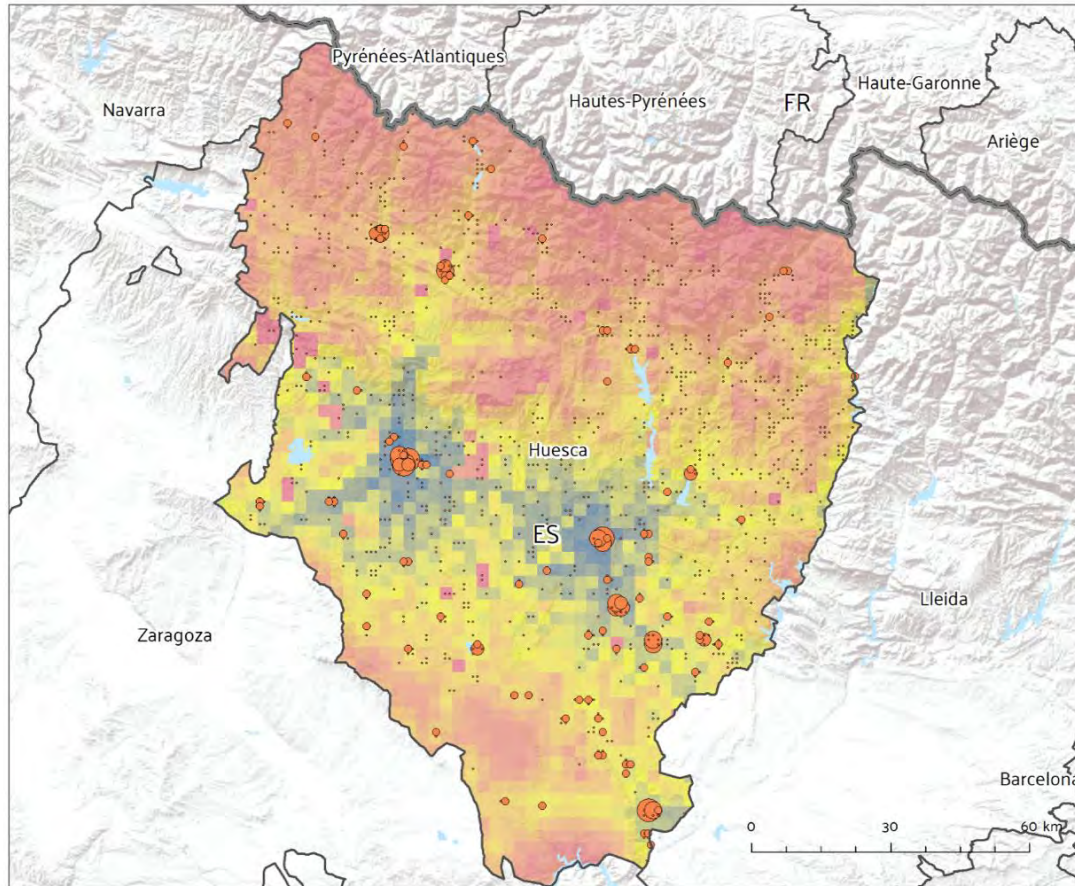 Pyrénées-Atlantiques
Haute-Garonne
Hautes-Pyrénées
FR
Navarra
Ariège
Huesca
ES
Lleida
Zaragoza
Barcelona
0 30 60 km